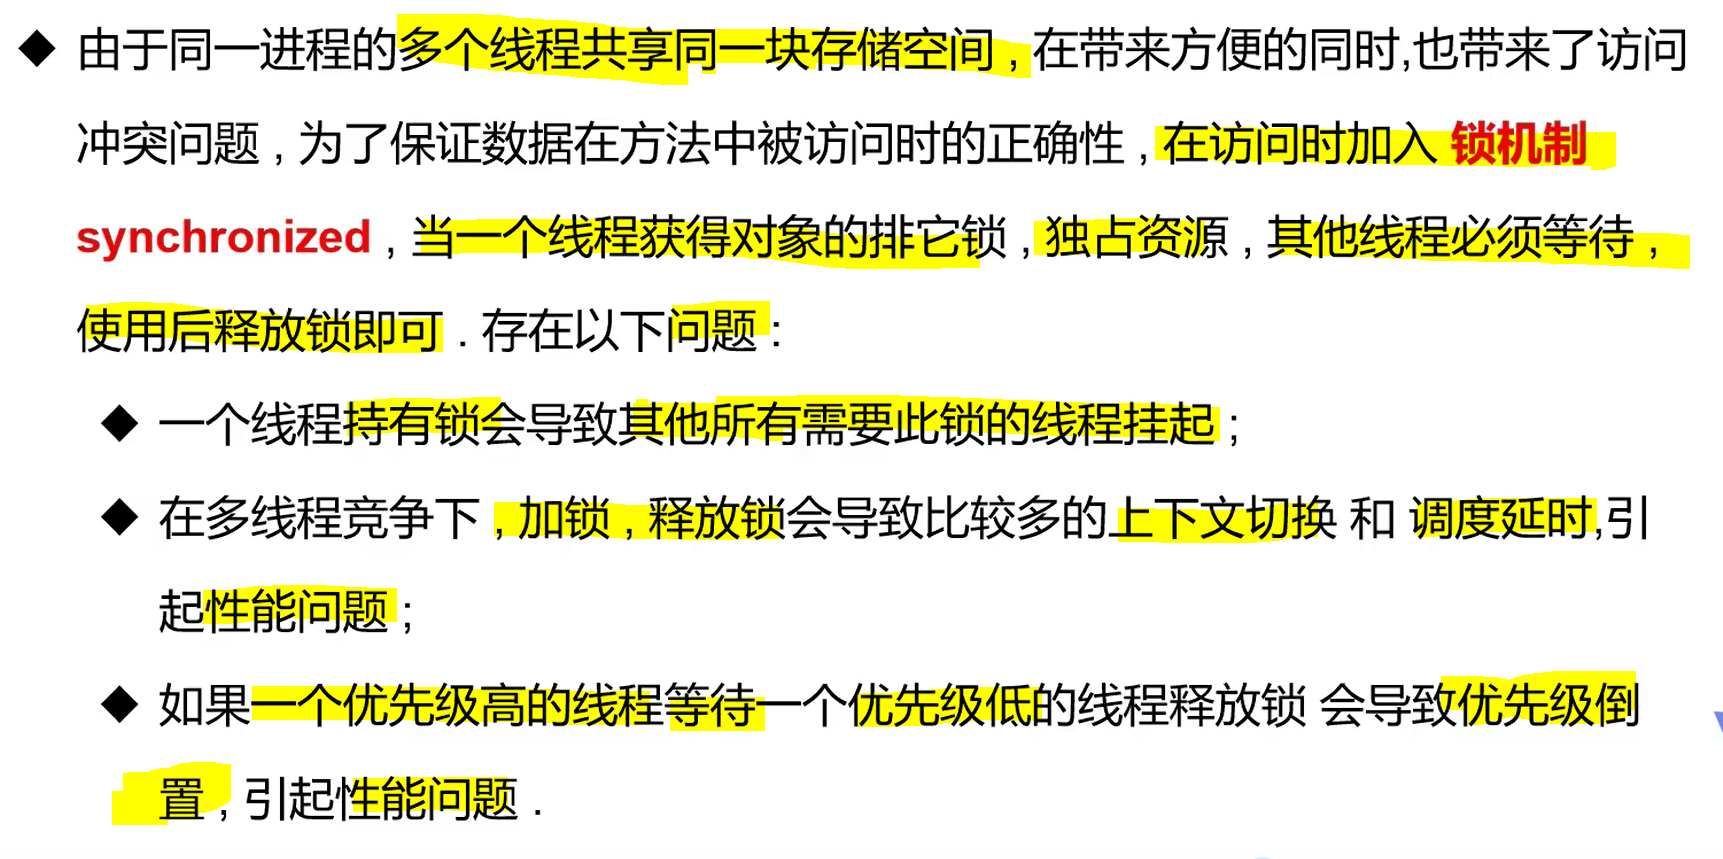 ◆ 由于同一进程的多个线程共享同一块存储空间 , 在带来方便的同时,也带来了访问
冲突问题 , 为了保证数据在方法中被访问时的正确性 , 在访问时加入 锁机制
synchronized , 当一个线程获得对象的排它锁 , 独占资源 , 其他线程必须等待 ,
使用后释放锁即可 . 存在以下问题 :
◆ 一个线程持有锁会导致其他所有需要此锁的线程挂起 ;
◆ 在多线程竞争下 , 加锁 , 释放锁会导致比较多的上下文切换 和 调度延时,引
起性能问题 ;
◆ 如果一个优先级高的线程等待一个优先级低的线程释放锁 会导致优先级倒
置 , 引起性能问题 .